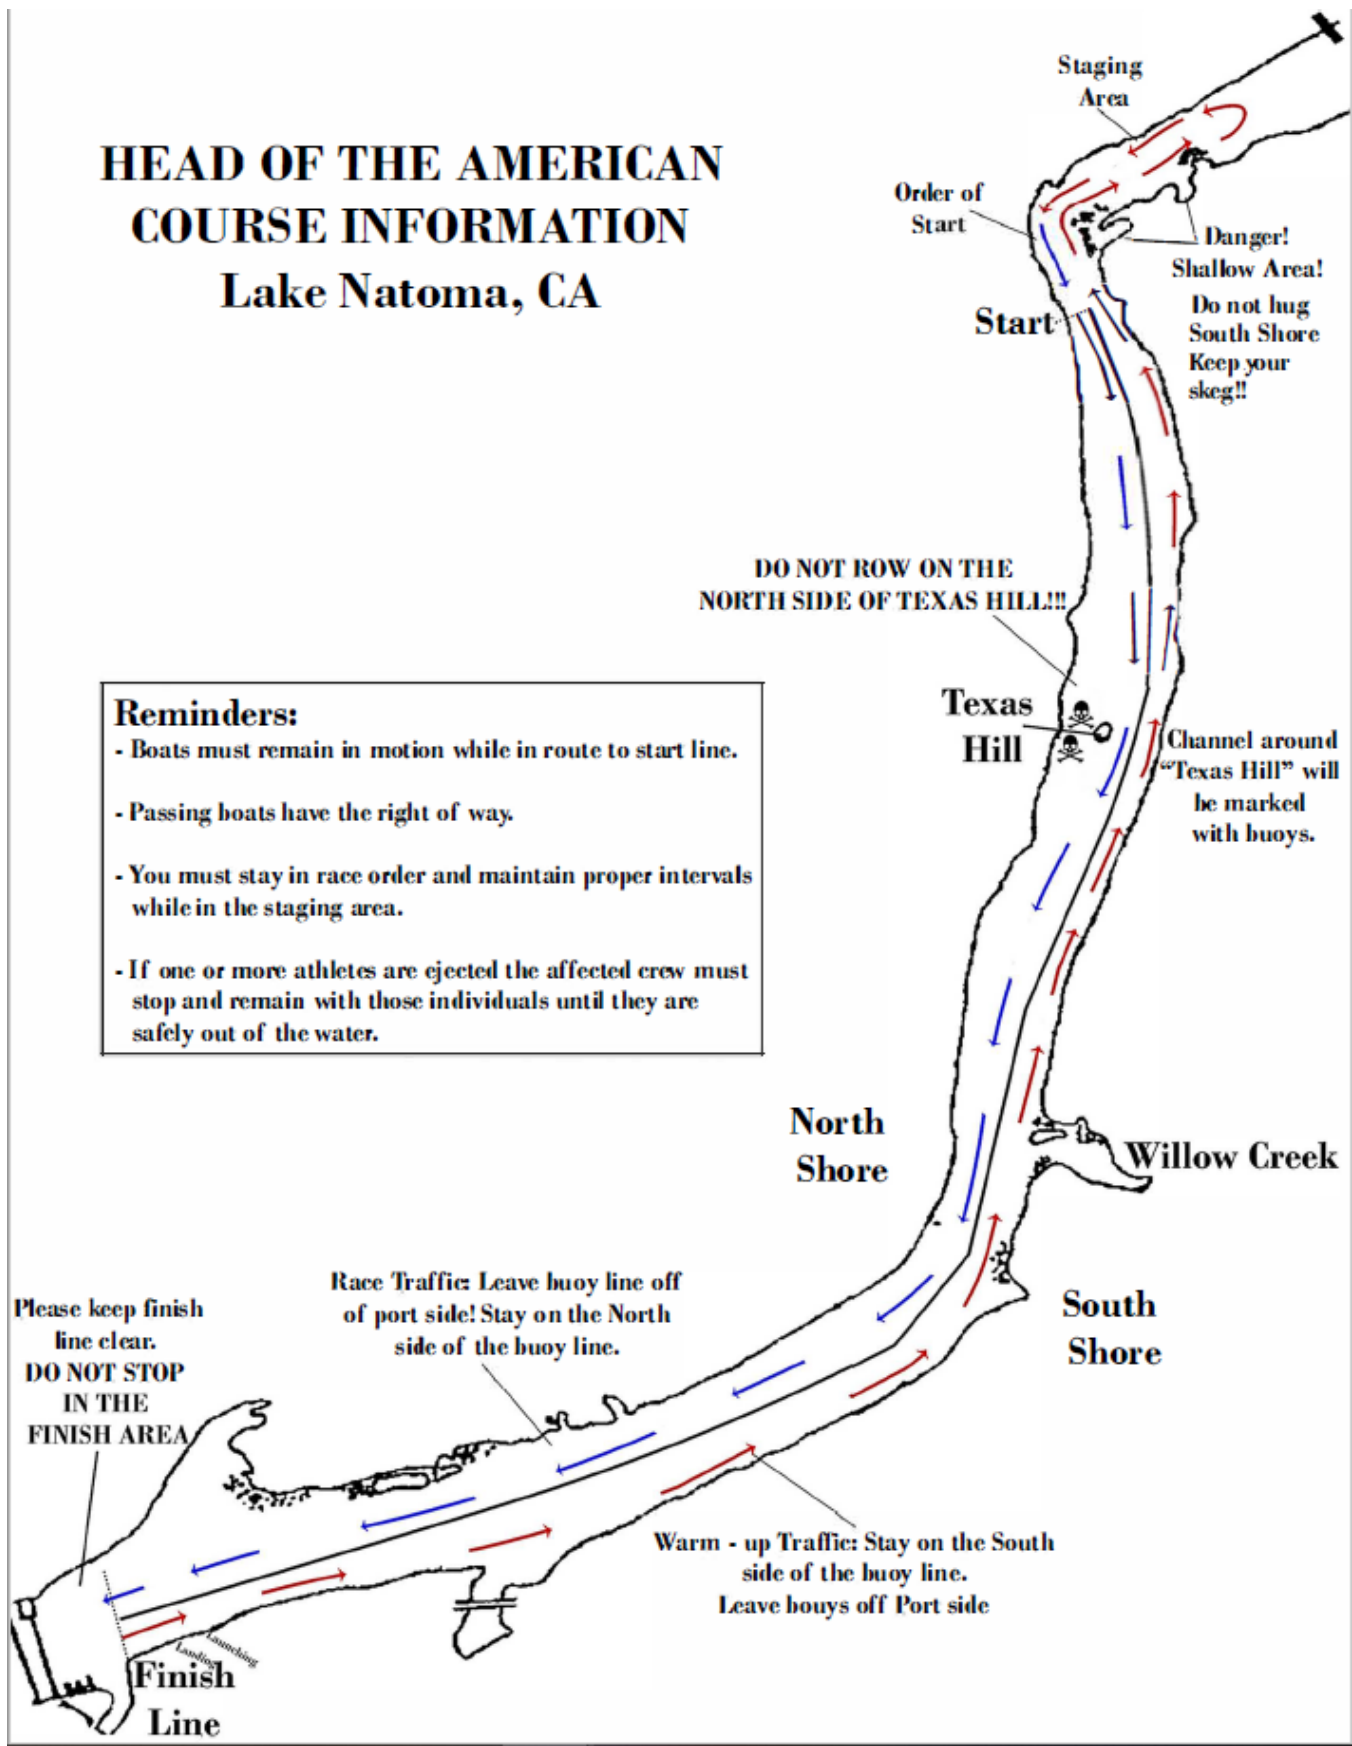 HEAD OF THE AMERICAN
COURSE INFORMATION
Lake Natoma, CA
Staging
Area
Order of
Start
Danger!
Shallow Area!
Do not hug
South Shore
Keep your
skeg!!
Start
DO NOT ROW ON THE
NORTH SIDE OF TEXAS HILL!!!
Texas
Hill
Channel around
“Texas Hill” will
be marked
with buoys.
Reminders:
- Boats must remain in motion while in route to start line.
- Passing boats have the right of way.
- You must stay in race order and maintain proper intervals
while in the staging area.
- If one or more athletes are ejected the affected crew must
stop and remain with those individuals until they are
safely out of the water.
North
Shore
Willow Creek
South
Shore
Race Traffic: Leave buoy line off
of port side! Stay on the North
side of the buoy line.
Please keep finish
line clear.
DO NOT STOP
IN THE
FINISH AREA
Warm - up Traffic: Stay on the South
side of the buoy line.
Leave bouys off Port side
Landing
Launching
Finish
Line